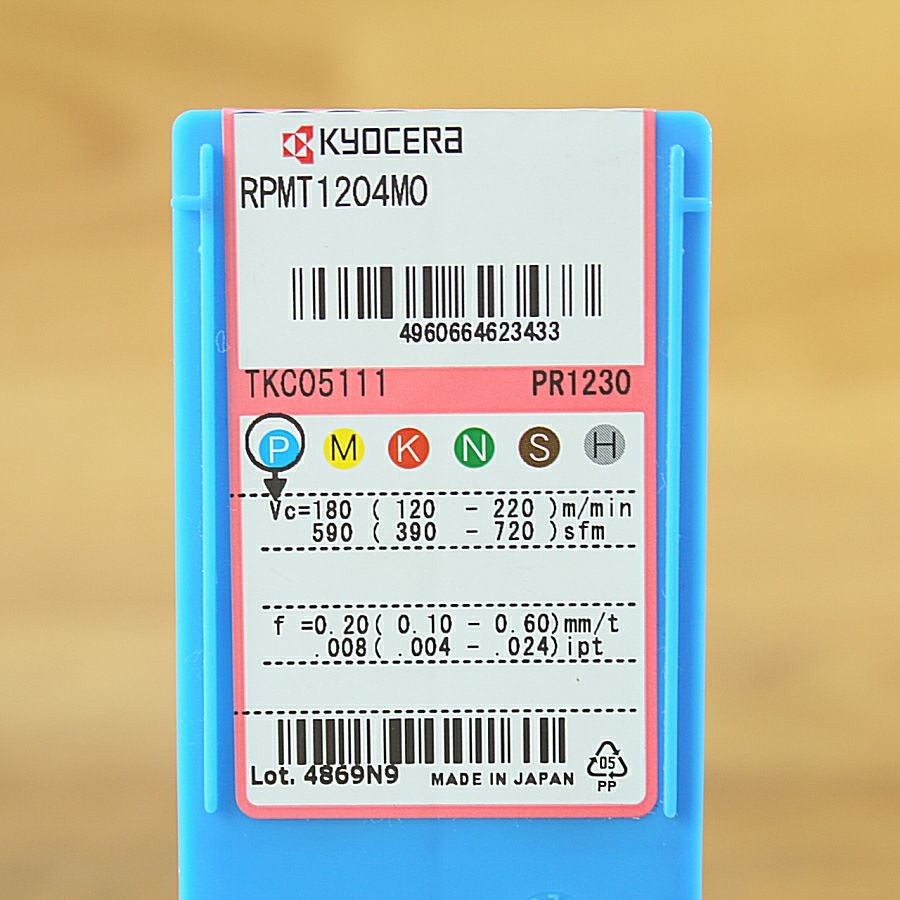 KYOCERA
RPMT1204M0
4960664623433
TKC05111 PR1230
P M K N S H
Vc=180 ( 120 - 220 )m/min
590 ( 390 - 720 )sfm
f =0.20( 0.10 - 0.60)mm/t
.008( .004 - .024)ipt
Lot. 4869N9 MADE IN JAPAN
05
PP